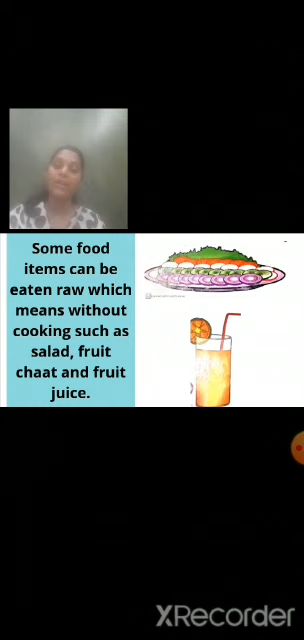 Some food
items can be
eaten raw which
means without
cooking such as
salad, fruit
chaat and fruit
juice.
XRecorder